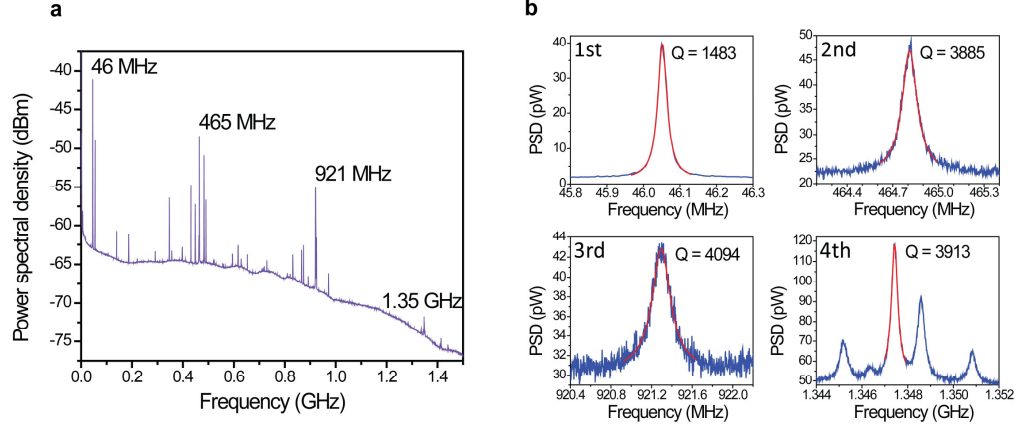 a
Power spectral density (dBm)
-40
-45
-50
-55
-60
-65
-70
-75
46 MHz
465 MHz
921 MHz
1.35 GHz
0.0 0.2 0.4 0.6 0.8 1.0 1.2 1.4
Frequency (GHz)
b
1st
Q = 1483
PSD (pW)
40
30
20
10
0
45.8 45.9 46.0 46.1 46.2 46.3
Frequency (MHz)
2nd
Q = 3885
PSD (pW)
50
45
40
35
30
25
20
464.4 464.7 465.0 465.3
Frequency (MHz)
3rd
Q = 4094
PSD (pW)
44
42
40
38
36
34
32
30
920.4 920.8 921.2 921.6 922.0
Frequency (MHz)
4th
Q = 3913
PSD (pW)
120
110
100
90
80
70
60
50
1.344 1.346 1.348 1.350 1.352
Frequency (GHz)